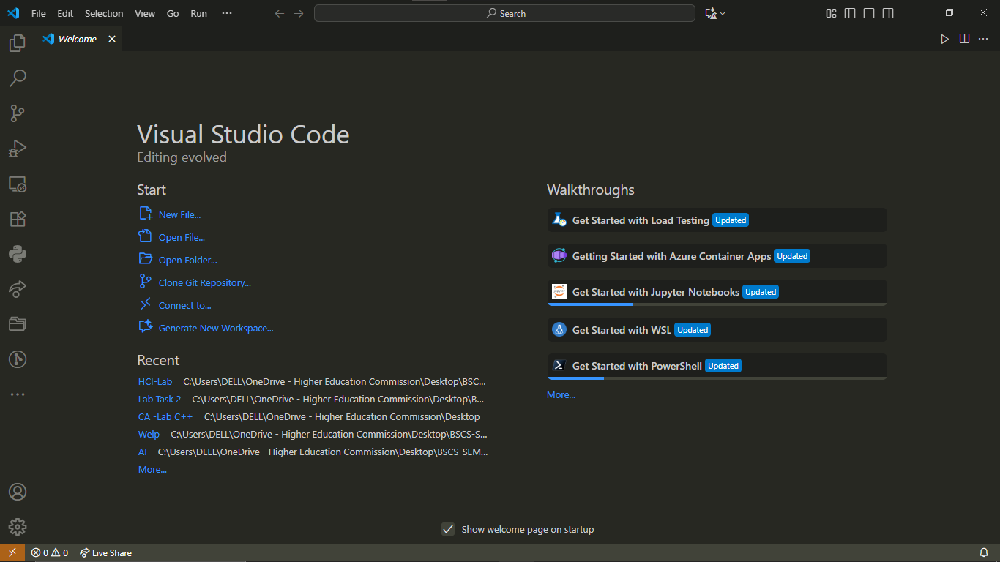 File Edit Selection View Go Run ···
Search
Welcome
Visual Studio Code
Editing evolved
Start
New File...
Open File...
Open Folder...
Clone Git Repository...
Connect to...
Generate New Workspace...
Recent
HCI-Lab C:\Users\DELL\OneDrive - Higher Education Commission\Desktop\BSC...
Lab Task 2 C:\Users\DELL\OneDrive - Higher Education Commission\Desktop\B...
CA -Lab C++ C:\Users\DELL\OneDrive - Higher Education Commission\Desktop
Welp C:\Users\DELL\OneDrive - Higher Education Commission\Desktop\BSCS-S...
AI C:\Users\DELL\OneDrive - Higher Education Commission\Desktop\BSCS-SEM...
More...
Walkthroughs
Get Started with Load Testing Updated
Getting Started with Azure Container Apps Updated
Get Started with Jupyter Notebooks Updated
Get Started with WSL Updated
Get Started with PowerShell Updated
More...
Show welcome page on startup
0 0 Live Share